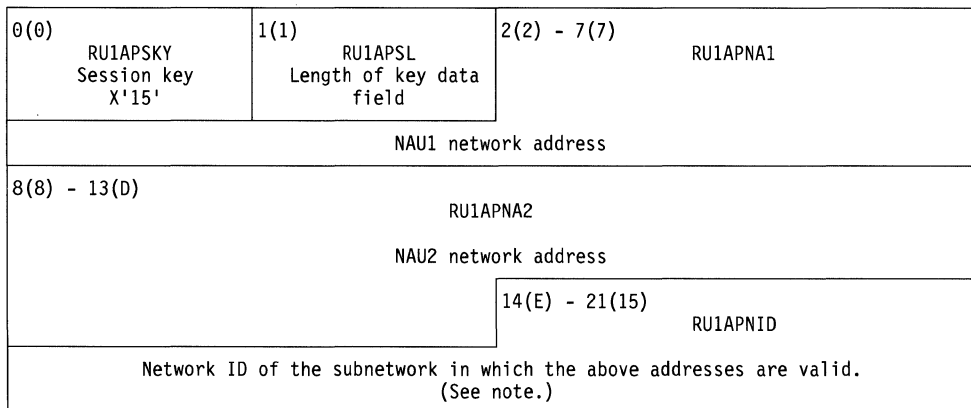 0(0)
RU1APSKY
Session key
X'15'
1(1)
RU1APSL
Length of key data
field
2(2) - 7(7)
RU1APNA1
NAU1 network address
8(8) - 13(D)
RU1APNA2
NAU2 network address
14(E) - 21(15)
RU1APNID
Network ID of the subnetwork in which the above addresses are valid.
(See note.)